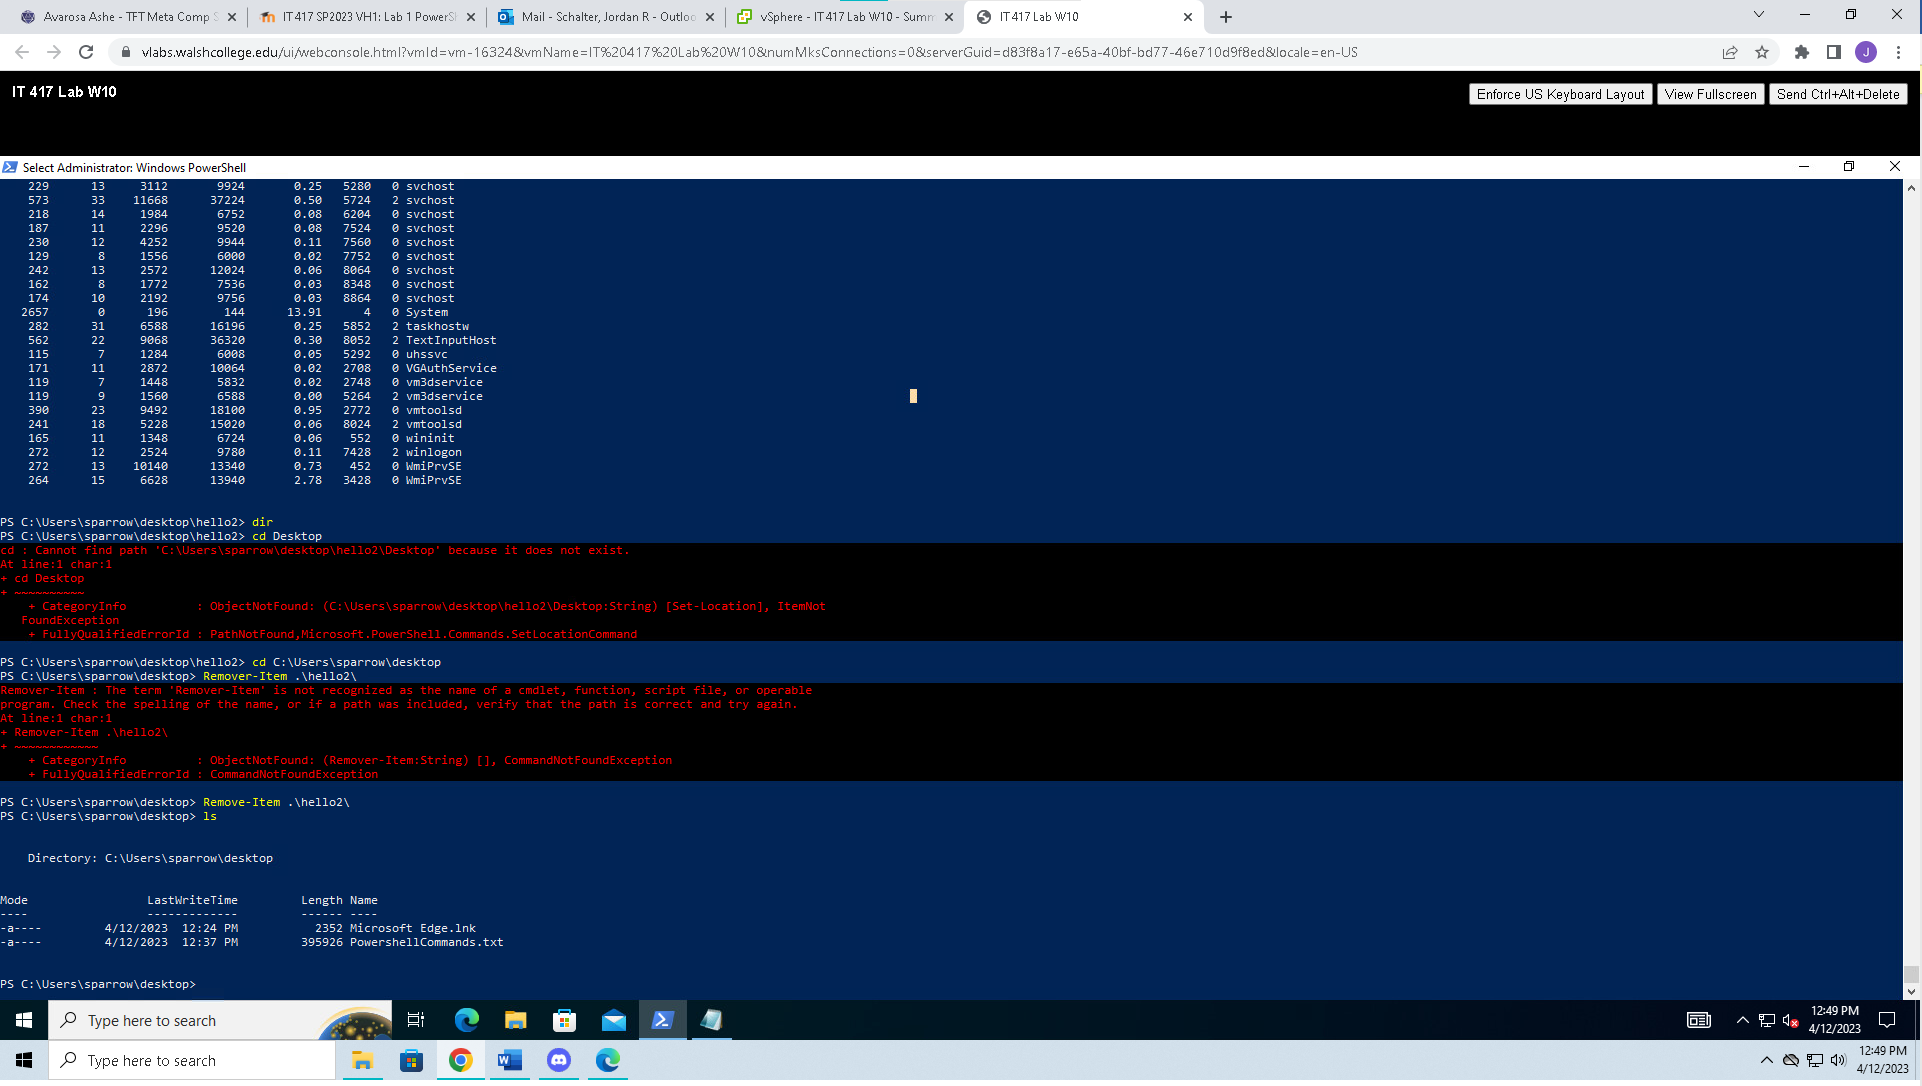 Avarosa Ashe - TFT Meta Comp S
IT417 SP2023 VH1: Lab 1 PowerSh
Mail - Schalter, Jordan R - Outloo
vSphere - IT417 Lab W10 - Summ
IT417 Lab W10
vlabs.walshcollege.edu/ui/webconsole.html?vmId=vm-16324&vmName=IT%20417%20Lab%20W10&numMksConnections=0&serverGuid=d83f8a17-e65a-40bf-bd77-46e710d9f8ed&locale=en-US
J
IT 417 Lab W10
Enforce US Keyboard Layout
View Fullscreen
Send Ctrl+Alt+Delete
Select Administrator: Windows PowerShell
229 13 3112 9924 0.25 5280 0 svchost
573 33 11668 37224 0.50 5724 2 svchost
218 14 1984 6752 0.08 6204 0 svchost
187 11 2296 9520 0.08 7524 0 svchost
230 12 4252 9944 0.11 7560 0 svchost
129 8 1556 6000 0.02 7752 0 svchost
242 13 2572 12024 0.06 8064 0 svchost
162 8 1772 7536 0.03 8348 0 svchost
174 10 2192 9756 0.03 8864 0 svchost
2657 0 196 144 13.91 4 0 System
282 31 6588 16196 0.25 5852 2 taskhostw
562 22 9068 36320 0.30 8052 2 TextInputHost
115 7 1284 6008 0.05 5292 0 uhssvc
171 11 2872 10064 0.02 2708 0 VGAuthService
119 7 1448 5832 0.02 2748 0 vm3dservice
119 9 1560 6588 0.00 5264 2 vm3dservice
390 23 9492 18100 0.95 2772 0 vmtoolsd
241 18 5228 15020 0.06 8024 2 vmtoolsd
165 11 1348 6724 0.06 552 0 wininit
272 12 2524 9780 0.11 7428 2 winlogon
272 13 10140 13340 0.73 452 0 WmiPrvSE
264 15 6628 13940 2.78 3428 0 WmiPrvSE
PS C:\Users\sparrow\desktop\hello2> dir
PS C:\Users\sparrow\desktop\hello2> cd Desktop
cd : Cannot find path 'C:\Users\sparrow\desktop\hello2\Desktop' because it does not exist.
At line:1 char:1
+ cd Desktop
+ ~~~~~~~~~~
+ CategoryInfo : ObjectNotFound: (C:\Users\sparrow\desktop\hello2\Desktop:String) [Set-Location], ItemNot
FoundException
+ FullyQualifiedErrorId : PathNotFound,Microsoft.PowerShell.Commands.SetLocationCommand
PS C:\Users\sparrow\desktop\hello2> cd C:\Users\sparrow\desktop
PS C:\Users\sparrow\desktop> Remover-Item .\hello2\
Remover-Item : The term 'Remover-Item' is not recognized as the name of a cmdlet, function, script file, or operable
program. Check the spelling of the name, or if a path was included, verify that the path is correct and try again.
At line:1 char:1
+ Remover-Item .\hello2\
+ ~~~~~~~~~~~~
+ CategoryInfo : ObjectNotFound: (Remover-Item:String) [], CommandNotFoundException
+ FullyQualifiedErrorId : CommandNotFoundException
PS C:\Users\sparrow\desktop> Remove-Item .\hello2\
PS C:\Users\sparrow\desktop> ls
Directory: C:\Users\sparrow\desktop
Mode LastWriteTime Length Name
---- ------------- ------ ----
-a---- 4/12/2023 12:24 PM 2352 Microsoft Edge.lnk
-a---- 4/12/2023 12:37 PM 395926 PowershellCommands.txt
PS C:\Users\sparrow\desktop>
Type here to search
12:49 PM
4/12/2023
Type here to search
12:49 PM
4/12/2023